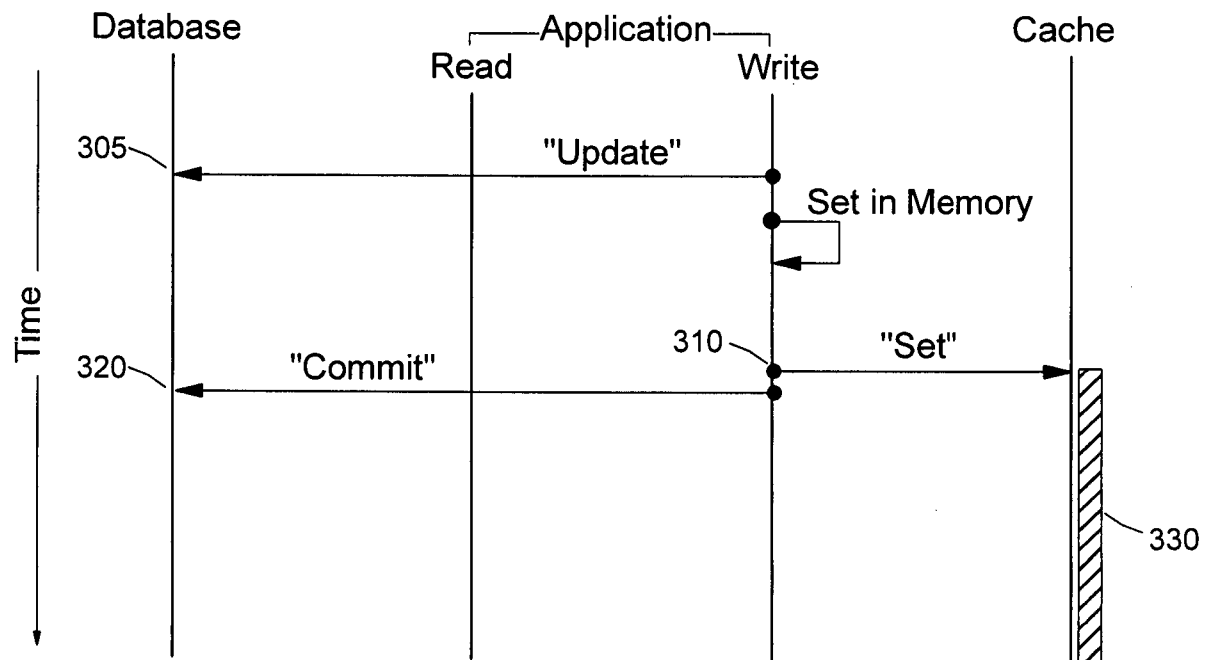 Database
Application
Cache
Read
Write
305
"Update"
Set in Memory
Time
310
"Set"
320
"Commit"
330